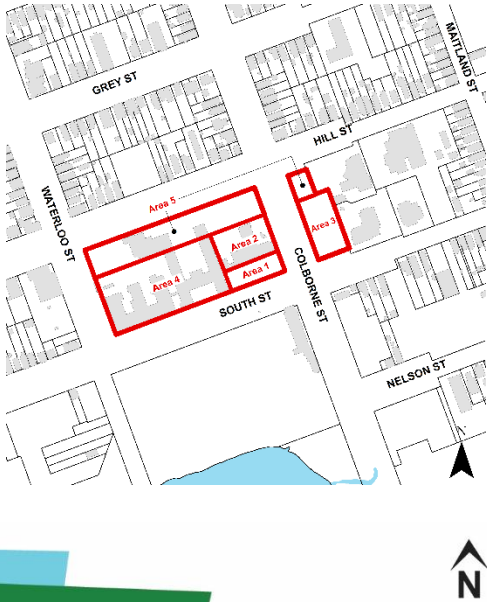 GREY ST
MAITLAND ST
HILL ST
WATERLOO ST
Area 5
Area 3
Area 2
Area 1
Area 4
COLBORNE ST
SOUTH ST
NELSON ST
N